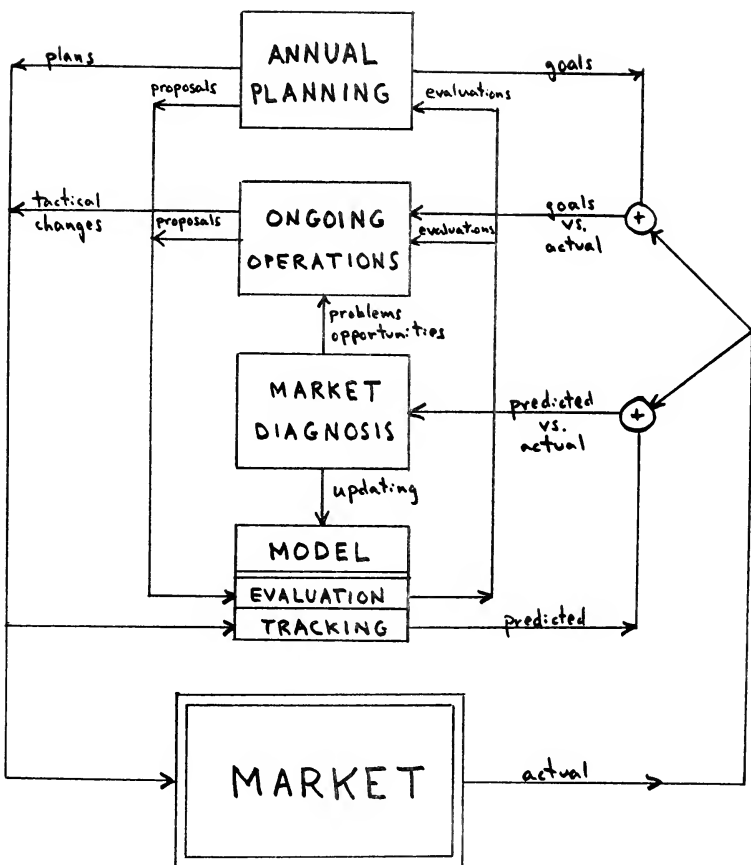 plans
ANNUAL
PLANNING
goals
proposals
evaluations
tactical
changes
proposals
ONGOING
OPERATIONS
evaluations
goals
vs.
actual
+
problems
opportunities
MARKET
DIAGNOSIS
predicted
vs.
actual
+
updating
MODEL
EVALUATION
TRACKING
predicted
MARKET
actual